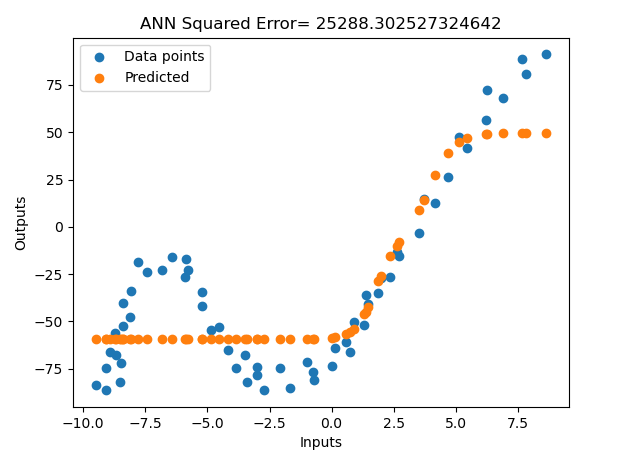 ANN Squared Error= 25288.302527324642
Data points
Predicted
75
50
25
0
−25
−50
−75
Outputs
−10.0 −7.5 −5.0 −2.5 0.0 2.5 5.0 7.5
Inputs